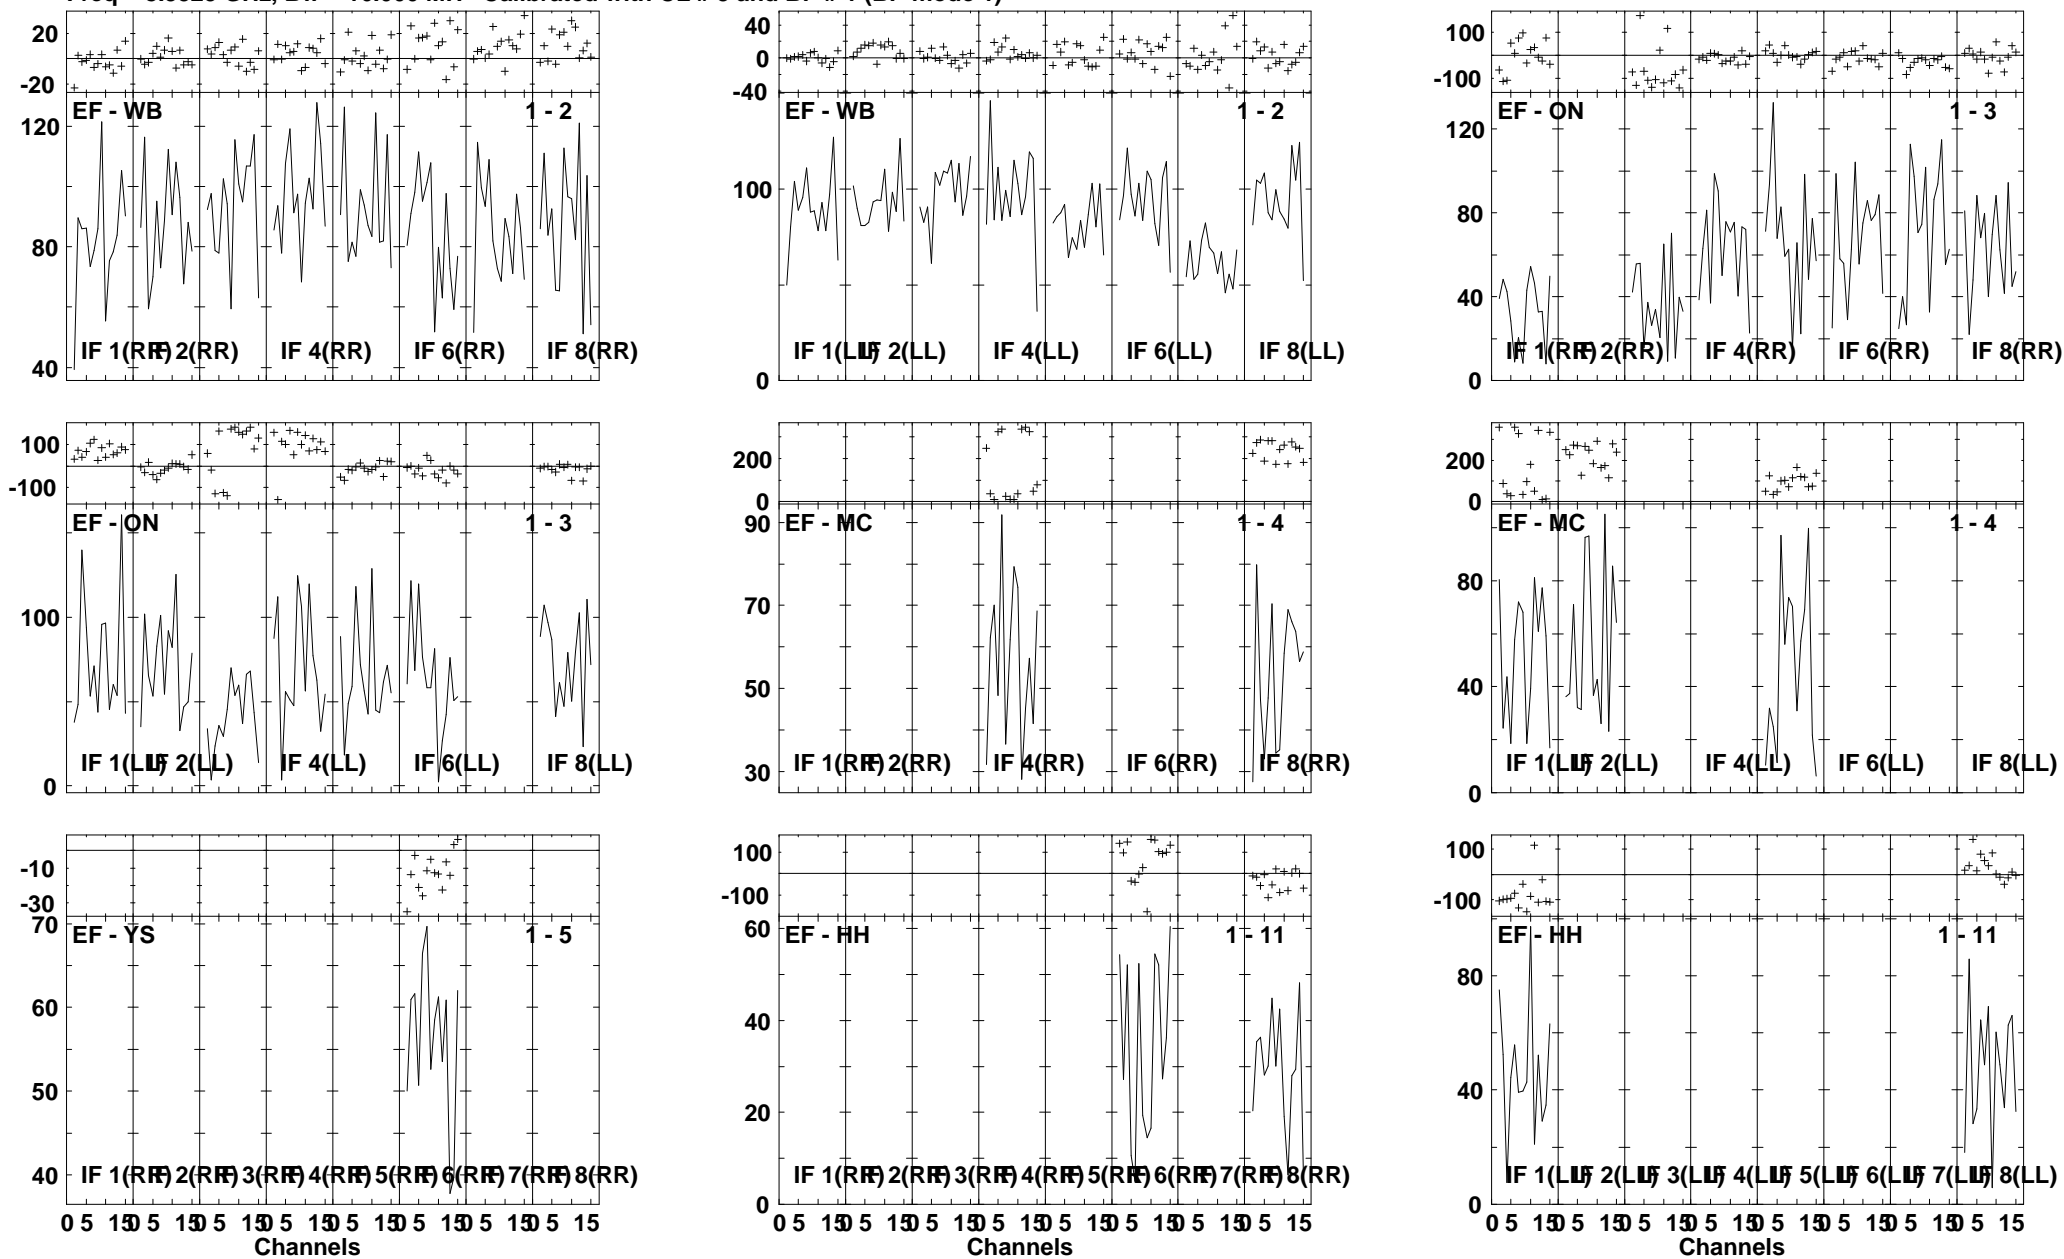 20
0
-20
EF - WB
1 - 2
120
80
40
IF 1(RR)
IF 2(RR)
IF 4(RR)
IF 6(RR)
IF 8(RR)
40
0
-40
EF - WB
1 - 2
100
0
IF 1(LL)
IF 2(LL)
IF 4(LL)
IF 6(LL)
IF 8(LL)
100
0
-100
EF - ON
1 - 3
120
80
40
0
IF 1(RR)
IF 2(RR)
IF 4(RR)
IF 6(RR)
IF 8(RR)
100
0
-100
EF - ON
1 - 3
100
0
IF 1(LL)
IF 2(LL)
IF 4(LL)
IF 6(LL)
IF 8(LL)
200
0
EF - MC
1 - 4
90
70
50
30
IF 1(RR)
IF 2(RR)
IF 4(RR)
IF 6(RR)
IF 8(RR)
200
0
EF - MC
1 - 4
80
40
0
IF 1(LL)
IF 2(LL)
IF 4(LL)
IF 6(LL)
IF 8(LL)
-10
-30
EF - YS
1 - 5
70
60
50
40
IF 1(RR)
IF 2(RR)
IF 3(RR)
IF 4(RR)
IF 5(RR)
IF 6(RR)
IF 7(RR)
IF 8(RR)
0 5 15 0 5 15 0 5 15 0 5 15 0 5 15 0 5 15 0 5 15 0 5 15
Channels
100
0
-100
EF - HH
1 - 11
60
40
20
0
IF 1(RR)
IF 2(RR)
IF 3(RR)
IF 4(RR)
IF 5(RR)
IF 6(RR)
IF 7(RR)
IF 8(RR)
0 5 15 0 5 15 0 5 15 0 5 15 0 5 15 0 5 15 0 5 15 0 5 15
Channels
100
0
-100
EF - HH
1 - 11
80
40
0
IF 1(LL)
IF 2(LL)
IF 3(LL)
IF 4(LL)
IF 5(LL)
IF 6(LL)
IF 7(LL)
IF 8(LL)
0 5 15 0 5 15 0 5 15 0 5 15 0 5 15 0 5 15 0 5 15 0 5 15
Channels